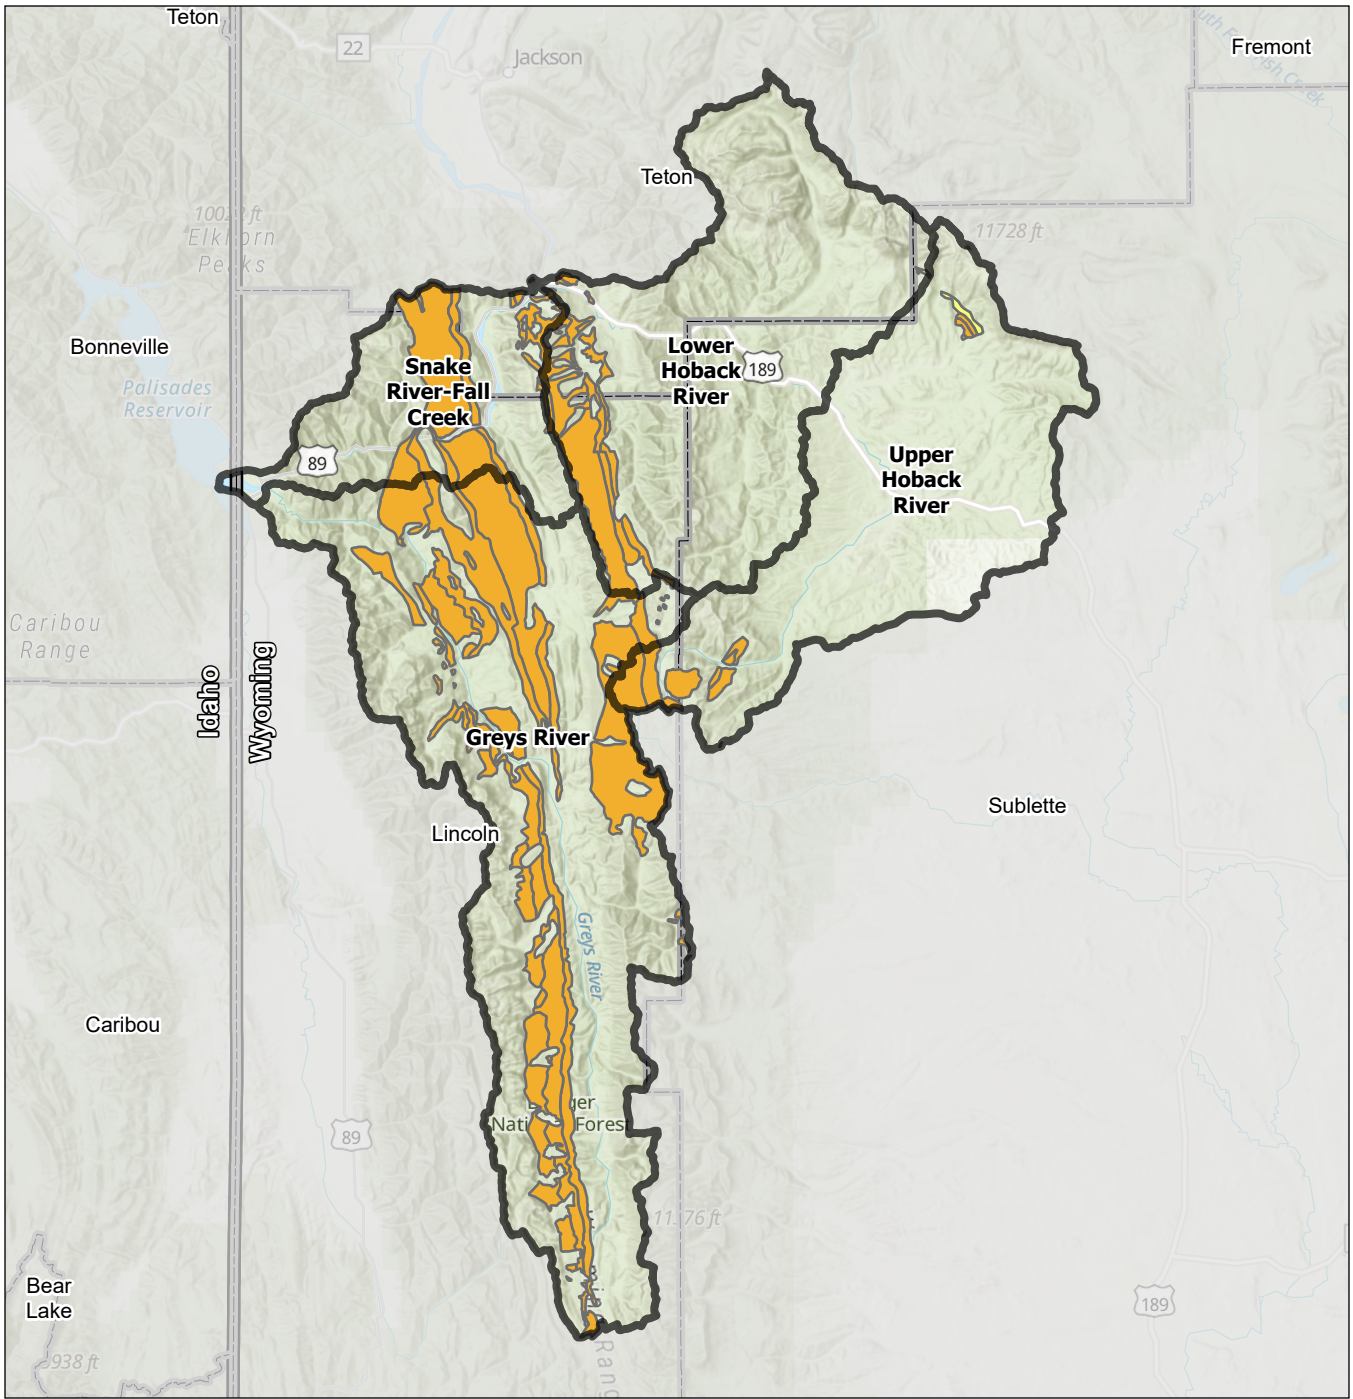 Teton
22
Jackson
Fremont
Teton
11728 ft
Elkhorn
Peaks
Bonneville
Palisades
Reservoir
Snake
River-Fall
Creek
Lower
Hoback
River
189
89
Upper
Hoback
River
Caribou
Range
Idaho
Wyoming
Greys River
Sublette
Lincoln
Greys River
Caribou
Forest
89
189
Bear
Lake